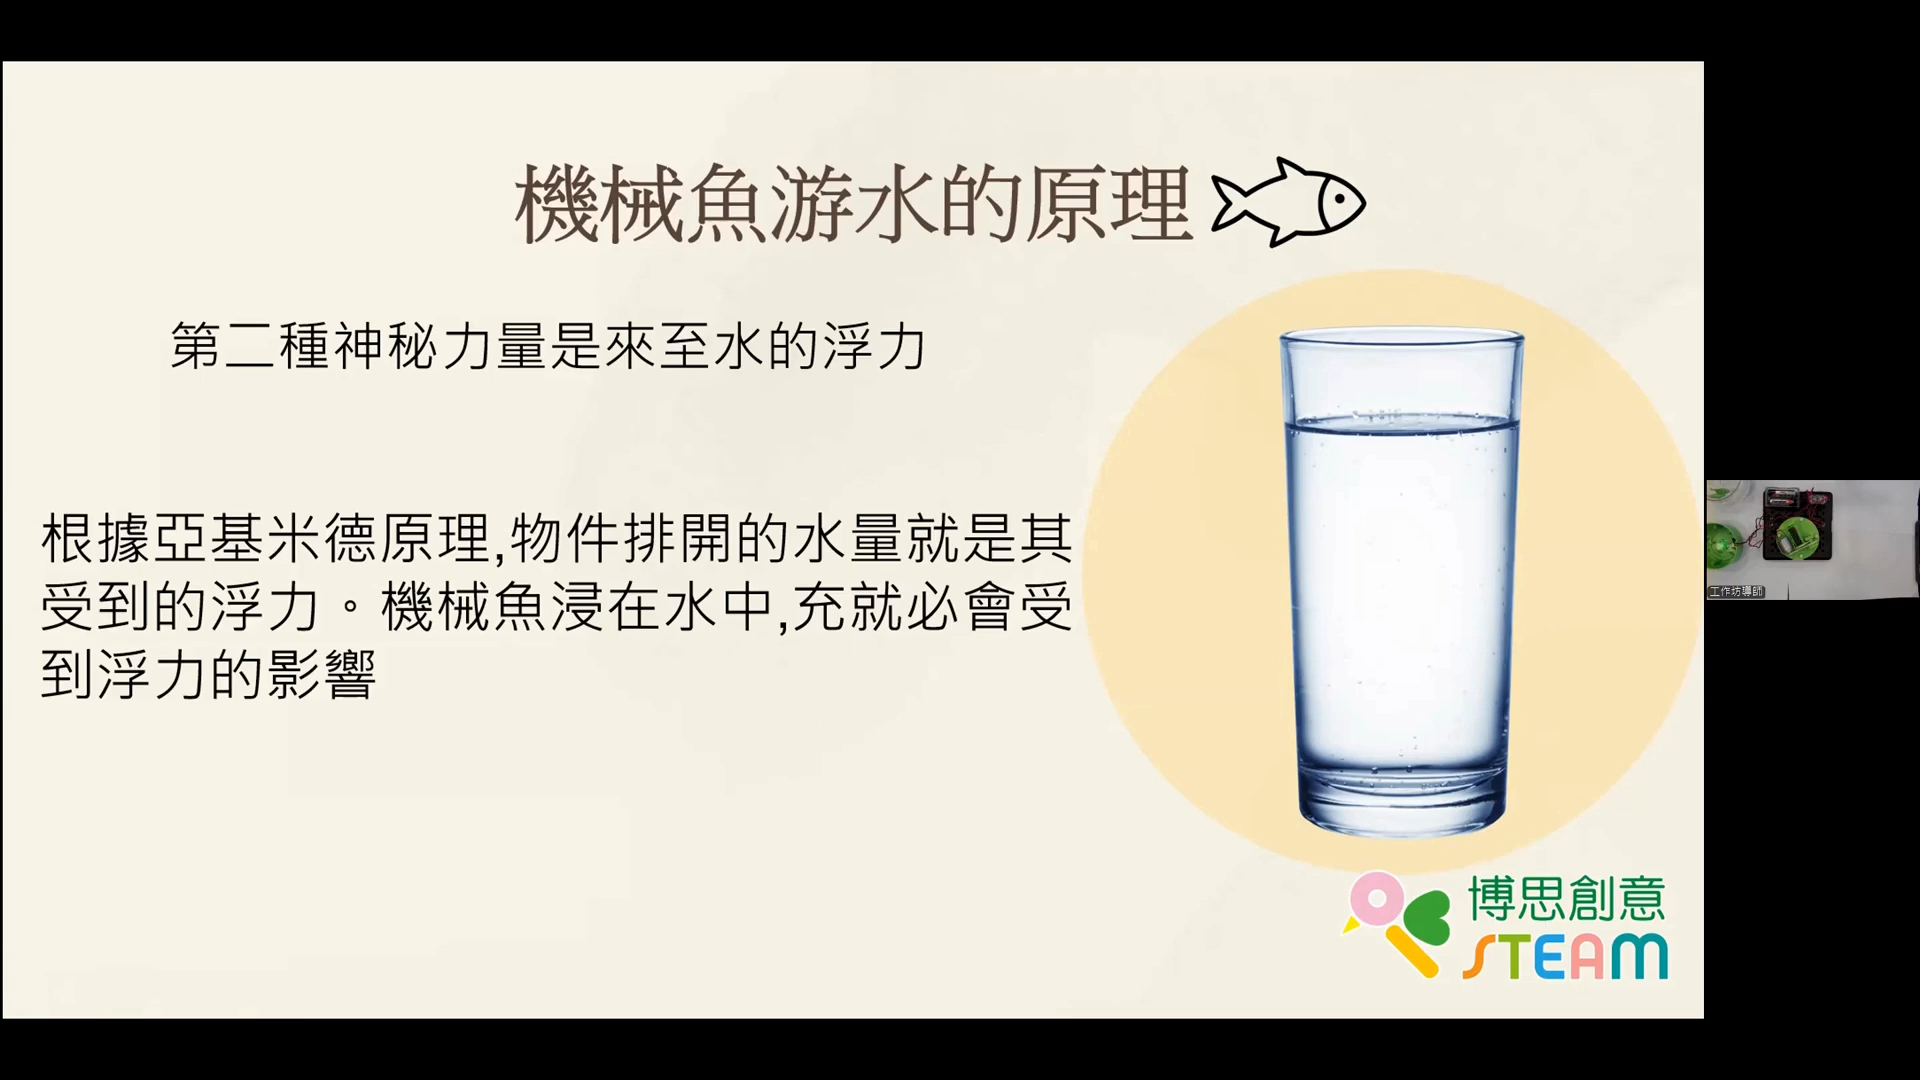 機械魚游水的原理
第二種神秘力量是來至水的浮力
根據亞基米德原理,物件排開的水量就是其
受到的浮力。機械魚浸在水中,充就必會受
到浮力的影響
博思創意
STEAM
工作坊導師